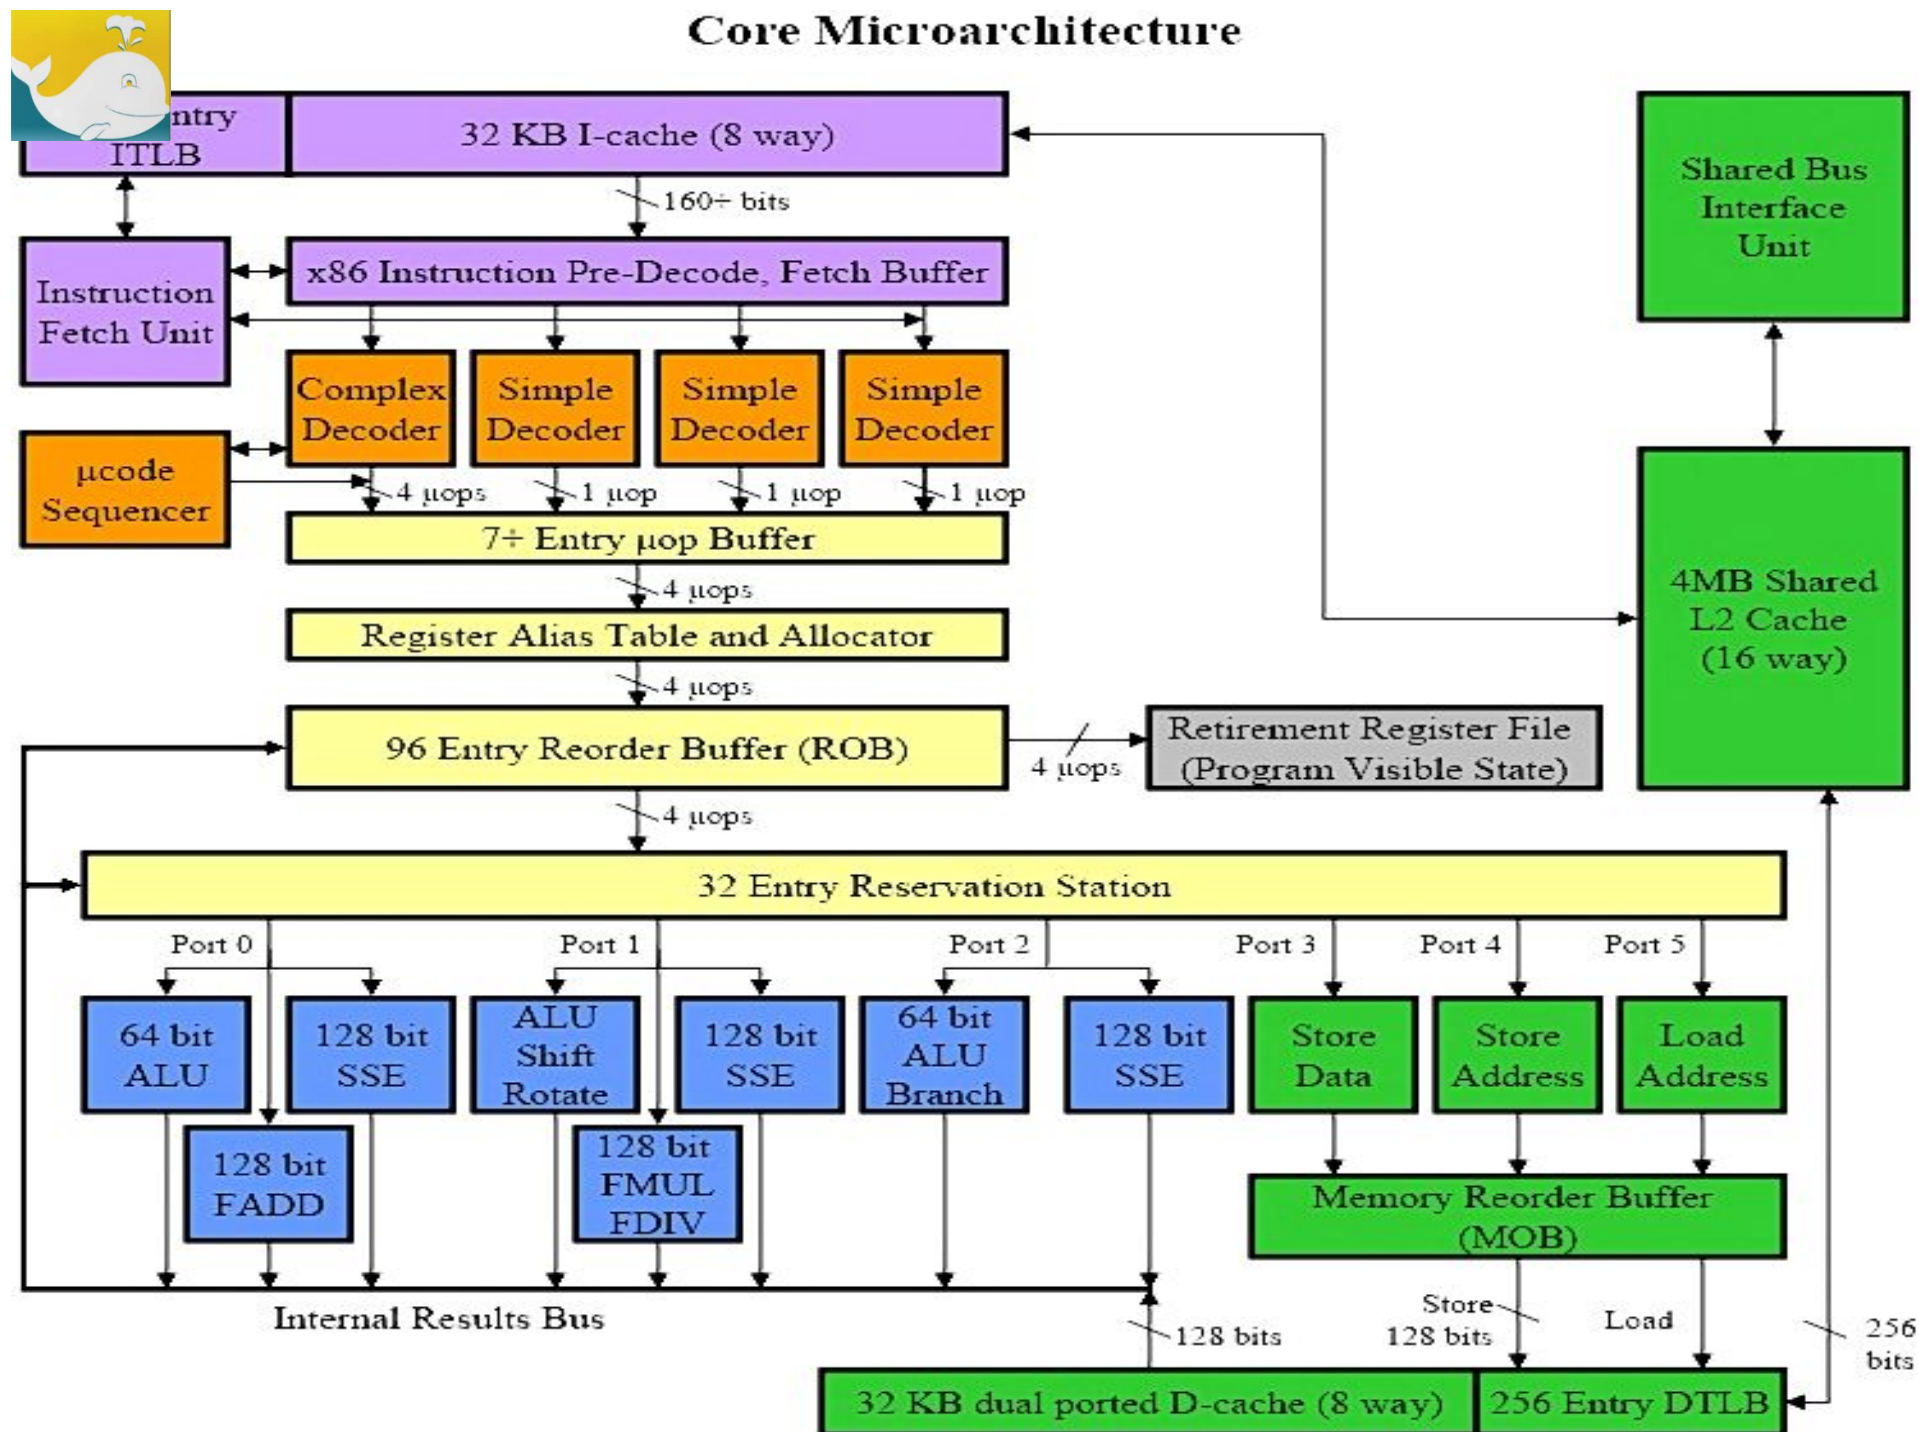 Core Microarchitecture
ntry
ITLB
32 KB I-cache (8 way)
160+ bits
Shared Bus
Interface
Unit
Instruction
Fetch Unit
x86 Instruction Pre-Decode, Fetch Buffer
Complex
Decoder
Simple
Decoder
Simple
Decoder
Simple
Decoder
µcode
Sequencer
4 µops
1 µop
1 µop
1 µop
7+ Entry µop Buffer
4 µops
Register Alias Table and Allocator
4 µops
4MB Shared
L2 Cache
(16 way)
96 Entry Reorder Buffer (ROB)
4 µops
Retirement Register File
(Program Visible State)
4 µops
32 Entry Reservation Station
Port 0
Port 1
Port 2
Port 3
Port 4
Port 5
64 bit
ALU
128 bit
SSE
ALU
Shift
Rotate
128 bit
SSE
64 bit
ALU
Branch
128 bit
SSE
Store
Data
Store
Address
Load
Address
128 bit
FADD
128 bit
FMUL
FDIV
Memory Reorder Buffer
(MOB)
Internal Results Bus
128 bits
Store
128 bits
Load
256
bits
32 KB dual ported D-cache (8 way)
256 Entry DTLB